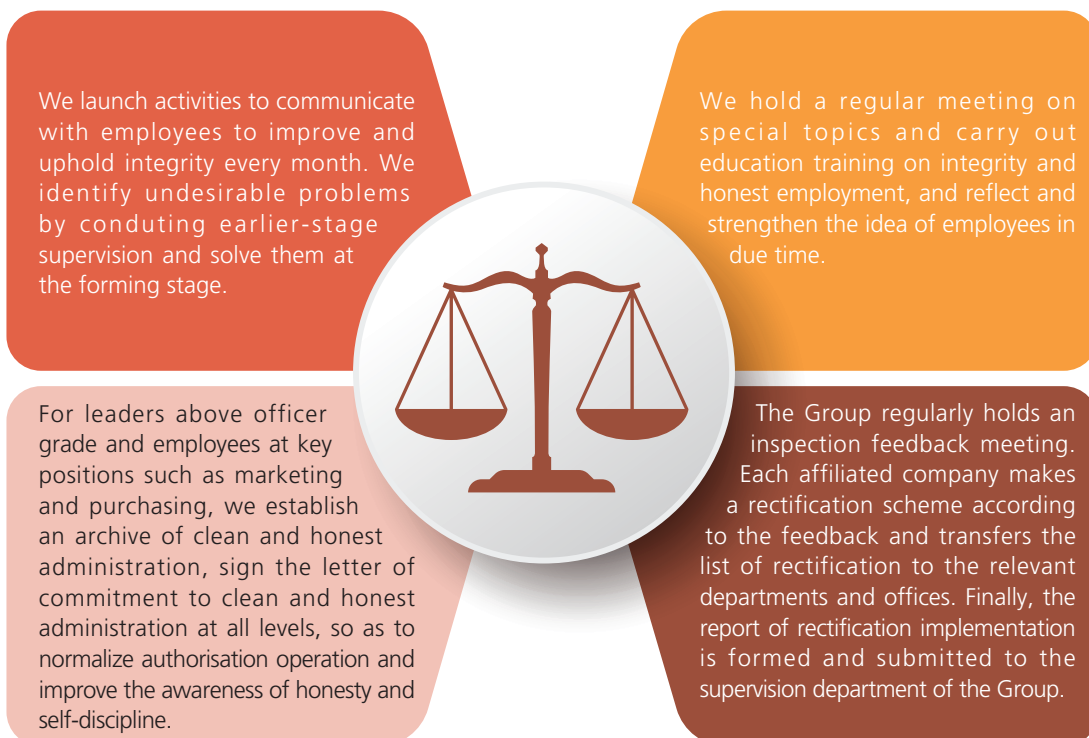 We launch activities to communicate
with employees to improve and
uphold integrity every month. We
identify undesirable problems
by conduting earlier-stage
supervision and solve them at
the forming stage.
We hold a regular meeting on
special topics and carry out
education training on integrity and
honest employment, and reflect and
strengthen the idea of employees in
due time.
For leaders above officer
grade and employees at key
positions such as marketing
and purchasing, we establish
an archive of clean and honest
administration, sign the letter of
commitment to clean and honest
administration at all levels, so as to
normalize authorisation operation and
improve the awareness of honesty and
self-discipline.
The Group regularly holds an
inspection feedback meeting.
Each affiliated company makes
a rectification scheme according
to the feedback and transfers the
list of rectification to the relevant
departments and offices. Finally, the
report of rectification implementation
is formed and submitted to the
supervision department of the Group.